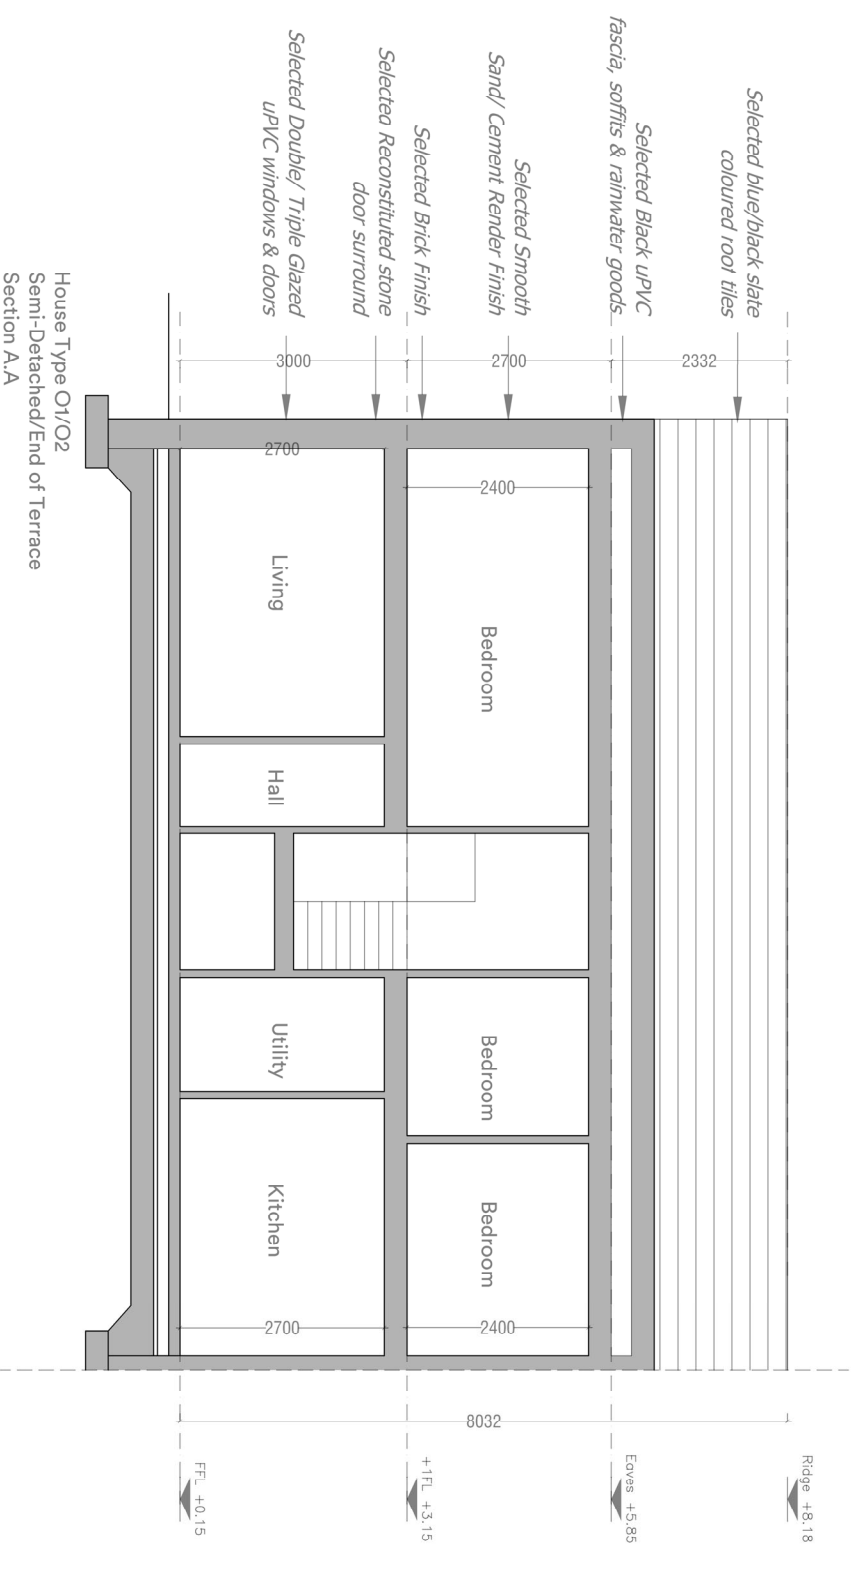 Selected blue/black slate
coloured roof tiles
Selected Black uPVC
fascia, soffits & rainwater goods.
Selected Smooth
Sand/ Cement Render Finish
Selected Brick Finish
Selectea Reconstituted stone
door surround
Selected Double/ Triple Glazed
uPVC windows & doors
2332
2700
3000
2400
2700
Bedroom
Living
Hall
Bedroom
Utility
Bedroom
Kitchen
2400
2700
8032
Ridge +8.18
Eaves +5.85
+1FL +3.15
FFL +0.15
House Type O1/O2
Semi-Detached/End of Terrace
Section A.A